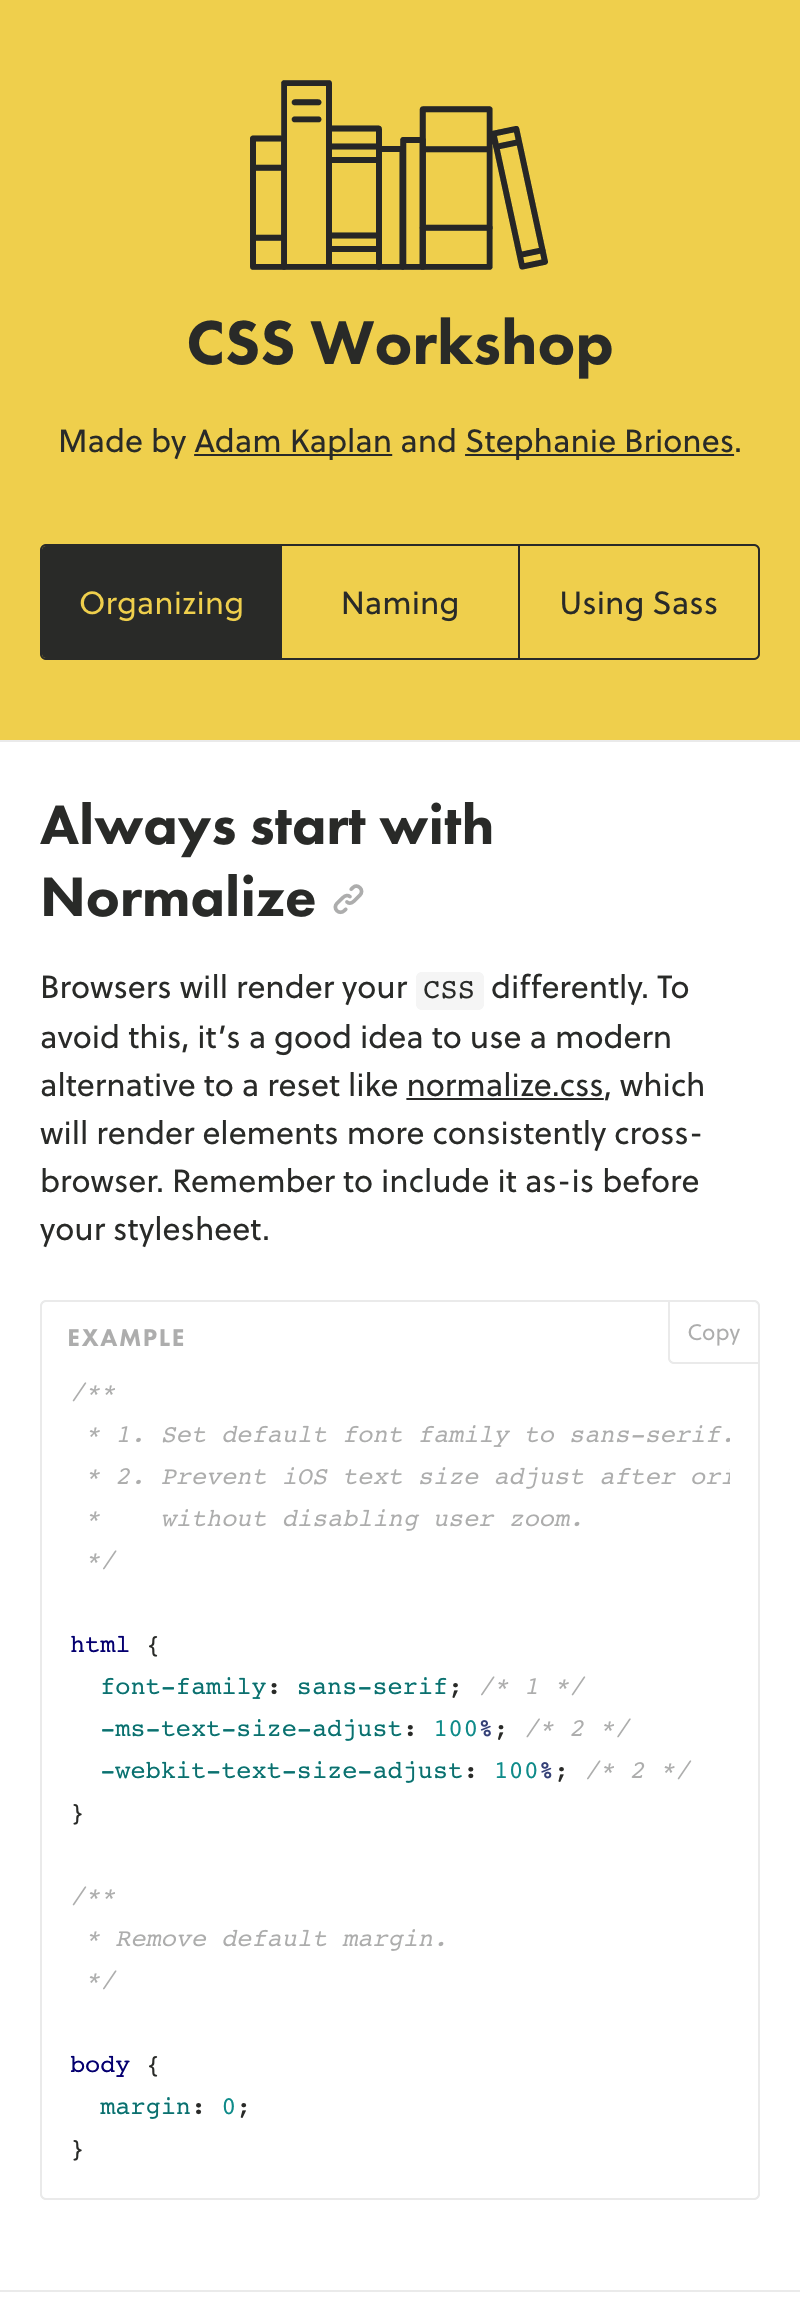 CSS Workshop
Made by Adam Kaplan and Stephanie Briones.
Organizing
Naming
Using Sass
Always start with
Normalize
Browsers will render your CSS differently. To
avoid this, it’s a good idea to use a modern
alternative to a reset like normalize.css, which
will render elements more consistently cross-
browser. Remember to include it as-is before
your stylesheet.
EXAMPLE
Copy
/**
 * 1. Set default font family to sans-serif.
 * 2. Prevent iOS text size adjust after
 *    without disabling user zoom.
 */
html {
  font-family: sans-serif; /* 1 */
  -ms-text-size-adjust: 100%; /* 2 */
  -webkit-text-size-adjust: 100%; /* 2 */
}
/**
 * Remove default margin.
 */
body {
  margin: 0;
}